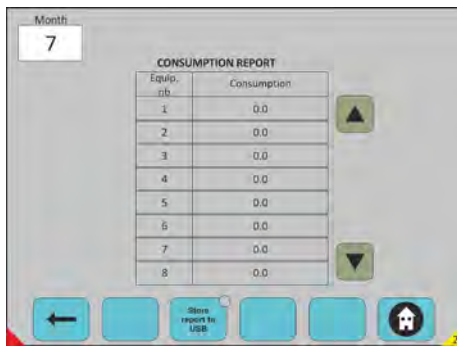 Month
7
CONSUMPTION REPORT
Equip. Consumption
nb
1 0.0
2 0.0
3 0.0
4 0.0
5 0.0
6 0.0
7 0.0
8 0.0
Store
report to
USB
2